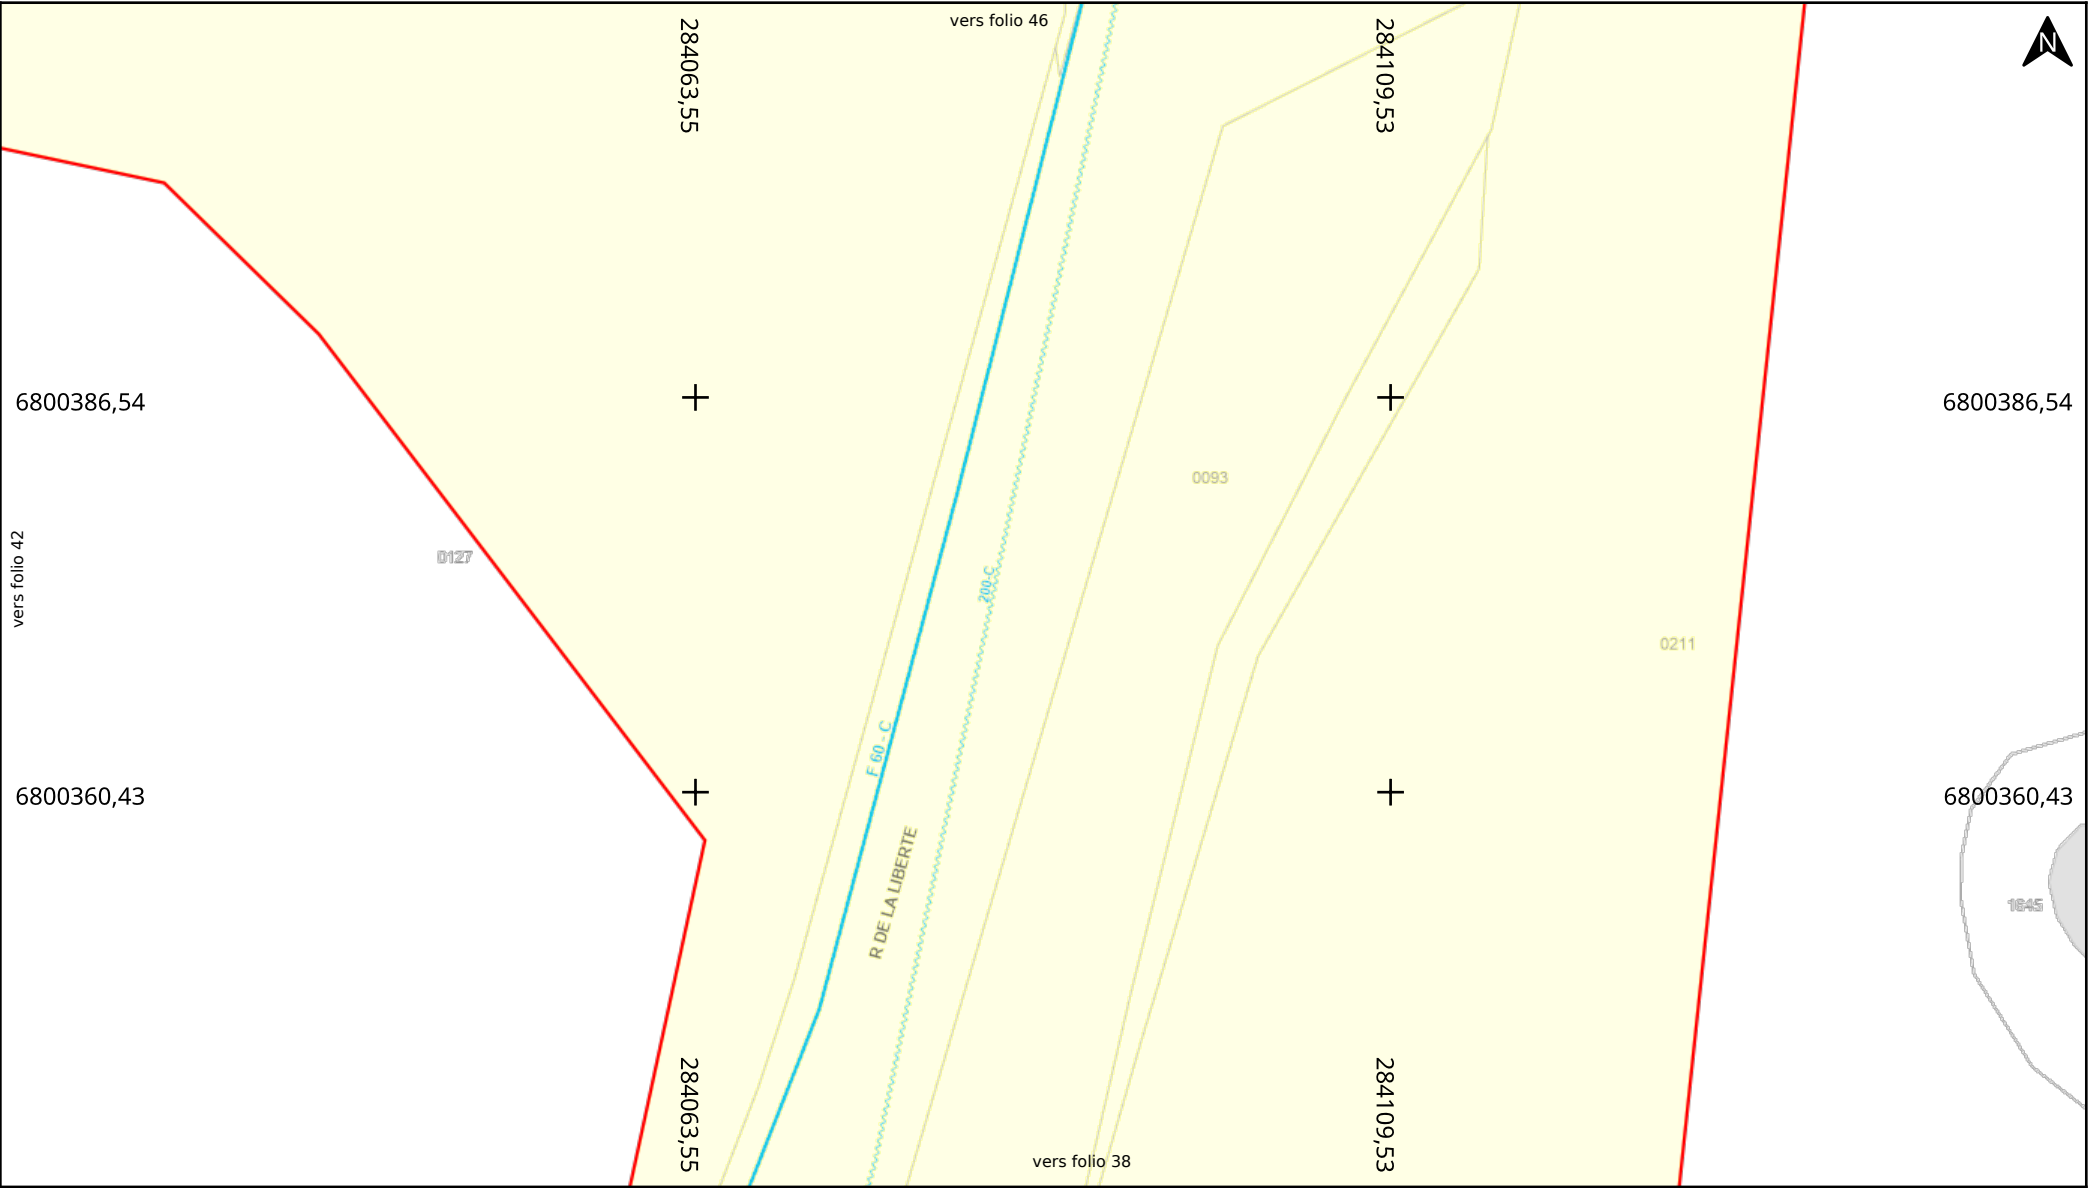 vers folio 46
N
284063,55
284109,53
6800386,54
6800386,54
0093
vers folio 42
0127
200-C
0211
F 60 - C
6800360,43
6800360,43
R DE LA LIBERTE
1645
284063,55
284109,53
vers folio 38